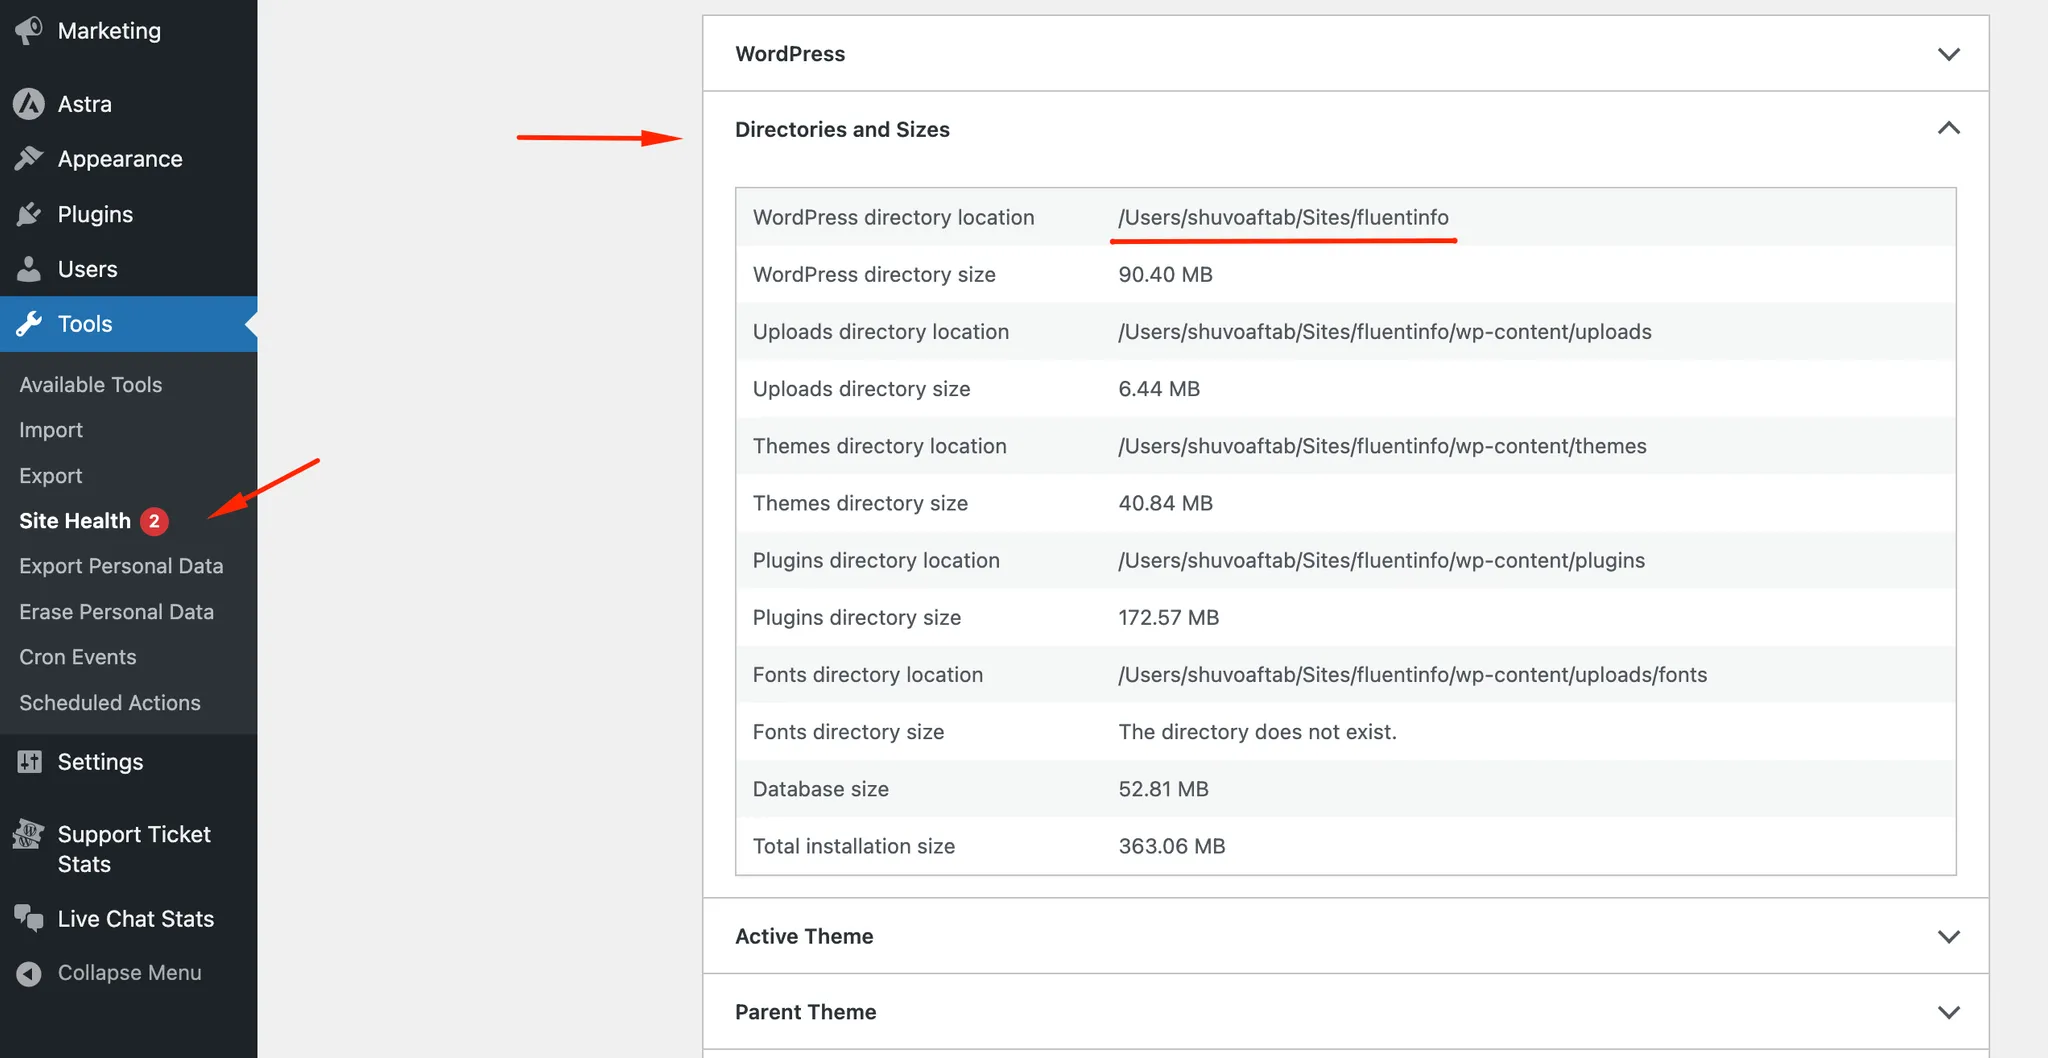 Marketing
Astra
Appearance
Plugins
Users
Tools
Available Tools
Import
Export
Site Health 2
Export Personal Data
Erase Personal Data
Cron Events
Scheduled Actions
Settings
Support Ticket
Stats
Live Chat Stats
Collapse Menu
WordPress
Directories and Sizes
WordPress directory location /Users/shuvoaftab/Sites/fluentinfo
WordPress directory size 90.40 MB
Uploads directory location /Users/shuvoaftab/Sites/fluentinfo/wp-content/uploads
Uploads directory size 6.44 MB
Themes directory location /Users/shuvoaftab/Sites/fluentinfo/wp-content/themes
Themes directory size 40.84 MB
Plugins directory location /Users/shuvoaftab/Sites/fluentinfo/wp-content/plugins
Plugins directory size 172.57 MB
Fonts directory location /Users/shuvoaftab/Sites/fluentinfo/wp-content/uploads/fonts
Fonts directory size The directory does not exist.
Database size 52.81 MB
Total installation size 363.06 MB
Active Theme
Parent Theme